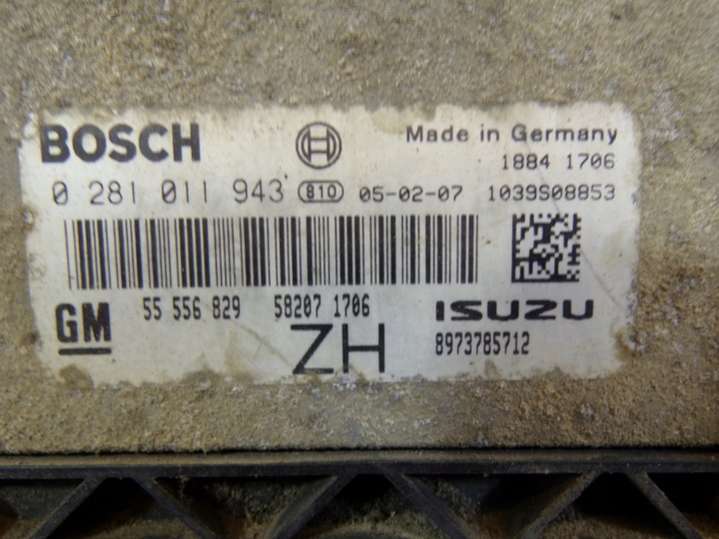 BOSCH
Made in Germany
1884 1706
0 281 011 943 810 05-02-07 1039S08853
GM 55 556 829 58207 1706 ISUZU
ZH 8973785712